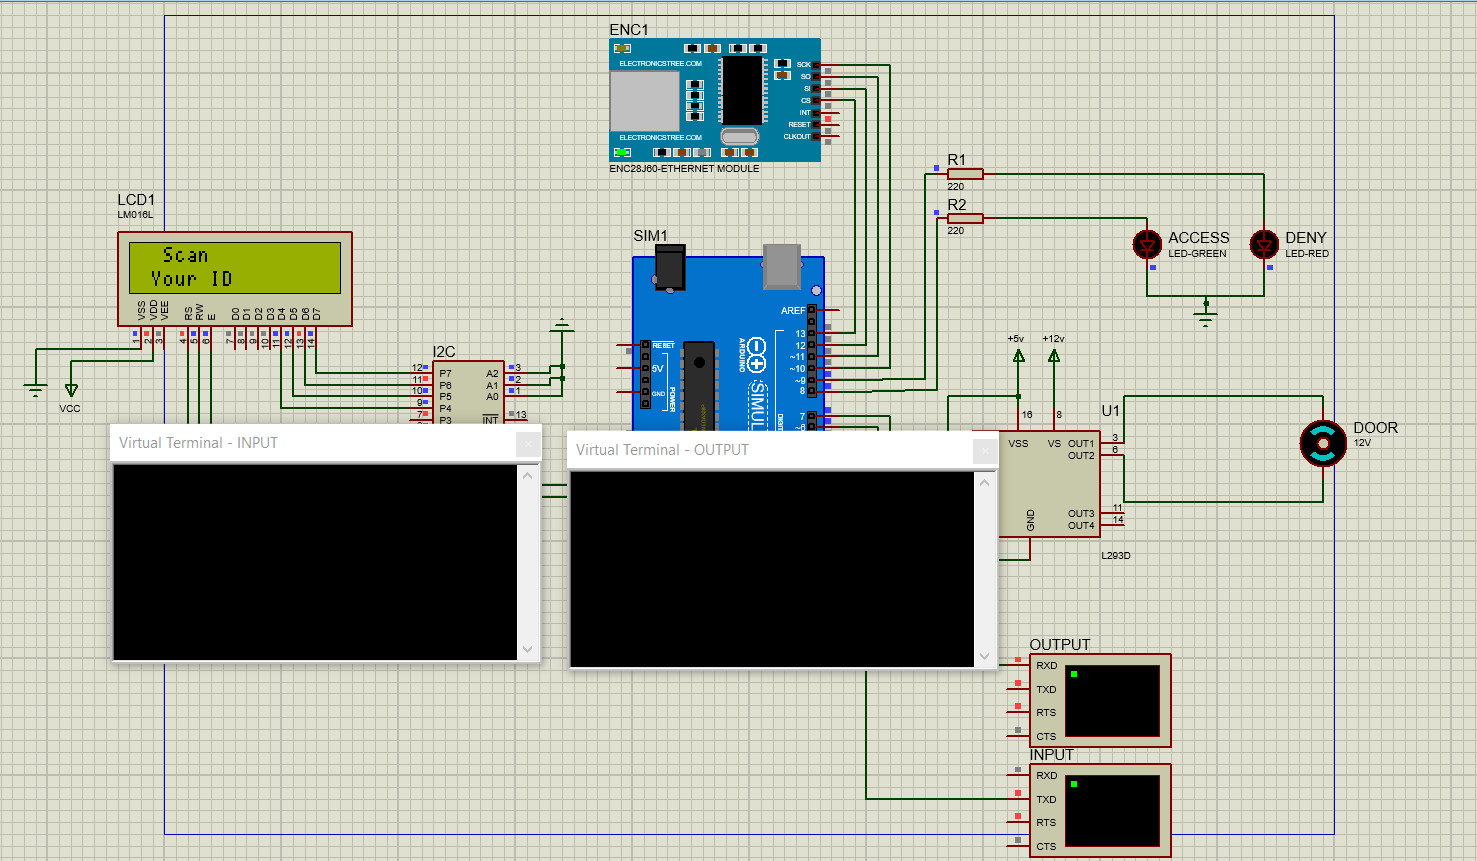 ENC1
ELECTRONICSTREE.COM
SCK
SO
SI
CS
INT
RESET
CLKOUT
ELECTRONICSTREE.COM
ENC28J60-ETHERNET MODULE
R1
220
R2
220
LCD1
LM016L
Scan
Your ID
VSS
VDD
VEE
RS
RW
E
D0
D1
D2
D3
D4
D5
D6
D7
1
2
3
4
5
6
7
8
9
10
11
12
13
14
VCC
I2C
12 P7
11 P6
10 P5
9 P4
7 P3
A2 3
A1 2
A0 1
INT 13
SIM1
AREF
13
12
~11
~10
~9
8
7
~6
RESET
5V
GND
POWER
ARDUINO
SIMUL
DIGIT
ACCESS
LED-GREEN
DENY
LED-RED
+5v
+12v
16
8
U1
VSS
VS
OUT1 3
OUT2 6
GND
OUT3 11
OUT4 14
L293D
DOOR
12V
Virtual Terminal - INPUT
Virtual Terminal - OUTPUT
OUTPUT
RXD
TXD
RTS
CTS
INPUT
RXD
TXD
RTS
CTS